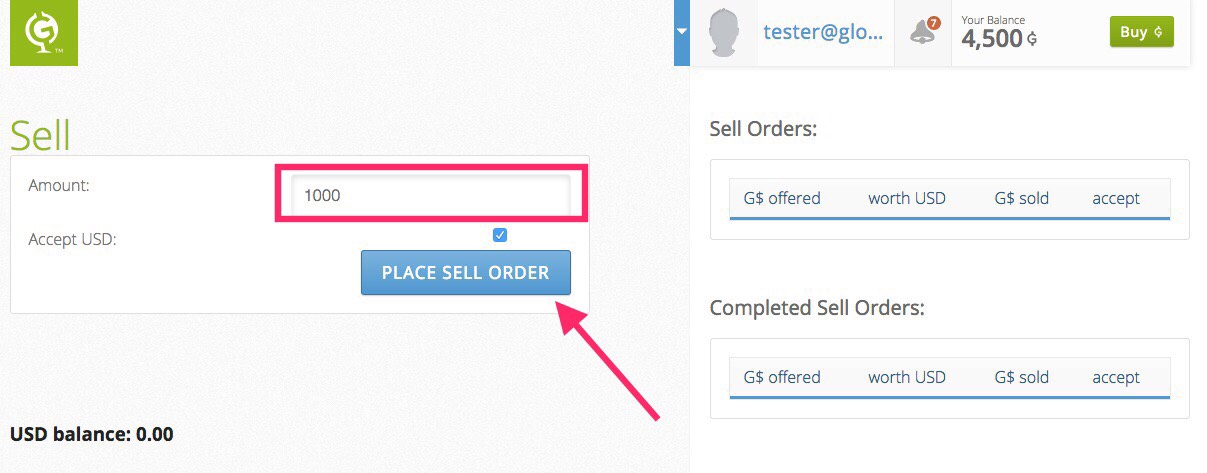 G ™
tester@glo...
7
Your Balance
4,500 ₲
Buy ₲
Sell
Amount:
1000
Accept USD:
PLACE SELL ORDER
USD balance: 0.00
Sell Orders:
G$ offered worth USD G$ sold accept
Completed Sell Orders:
G$ offered worth USD G$ sold accept